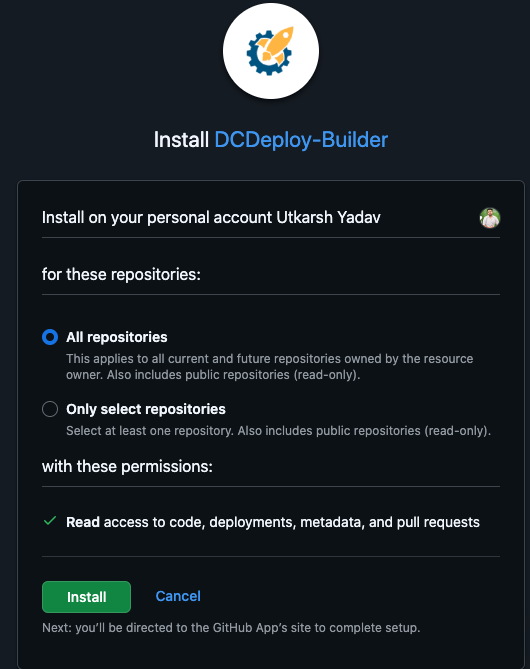 Install DCDeploy-Builder
Install on your personal account Utkarsh Yadav
for these repositories:
All repositories
This applies to all current and future repositories owned by the resource
owner. Also includes public repositories (read-only).
Only select repositories
Select at least one repository. Also includes public repositories (read-only).
with these permissions:
Read access to code, deployments, metadata, and pull requests
Install Cancel
Next: you'll be directed to the GitHub App's site to complete setup.